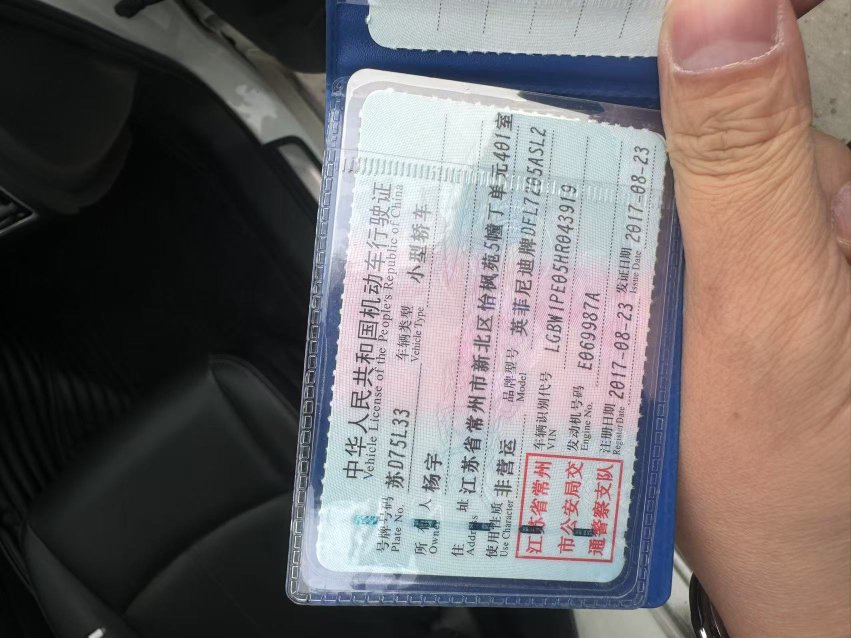 中华人民共和国机动车行驶证
Vehicle License of the People's Republic of China
号牌号码 苏D75L33 车辆类型 小型轿车
Plate No. Vehicle Type
所有人 杨宇
Owner
住 址 江苏省常州市新北区怡枫苑5幢丁单元401室
Address
使用性质 非营运 品牌型号 英菲尼迪牌DFL7205ASL2
Use Character Model
江苏省常州
市公安局交
通警察支队
车辆识别代号 LGBW1PE05HR043919
VIN
发动机号码 E069987A
Engine No.
注册日期 2017-08-23 发证日期 2017-08-23
Register Date Issue Date